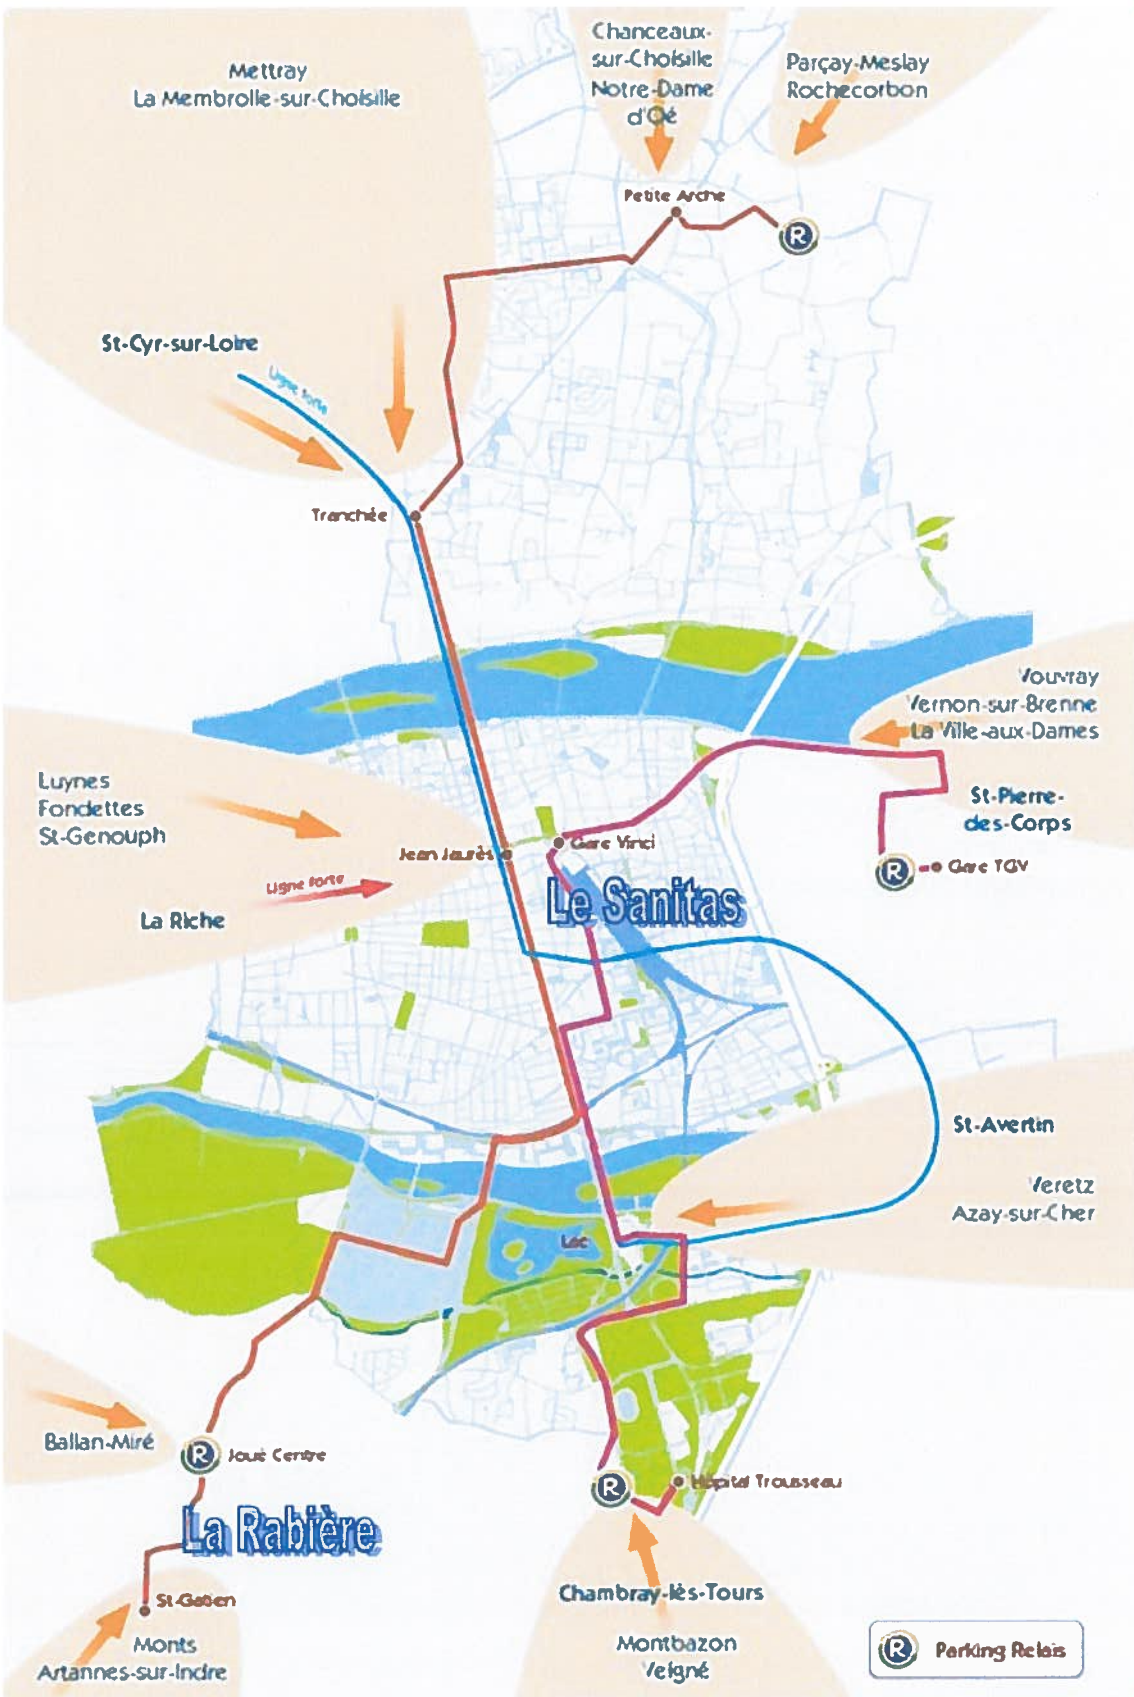 Chanceaux-
sur-Choisille
Notre-Dame
d'Oé
Parçay-Meslay
Rochecorbon
Mettray
La Membrolle-sur-Choisille
Petite Arche
R
St-Cyr-sur-Loire
Ligne forte
Tranchée
Vouvray
Vernon-sur-Brenne
La Ville-aux-Dames
Luynes
Fondettes
St-Genouph
St-Pierre-
des-Corps
Jean Jaurès
Gare Vinci
R
Gare TGV
Ligne forte
Le Sanitas
La Riche
St-Avertin
Veretz
Azay-sur-Cher
Lac
Ballan-Miré
R
Joué Centre
R
Hôpital Trousseau
La Rabière
St-Gatien
Chambray-lès-Tours
Monts
Artannes-sur-Indre
Montbazon
Veigné
R
Parking Relais